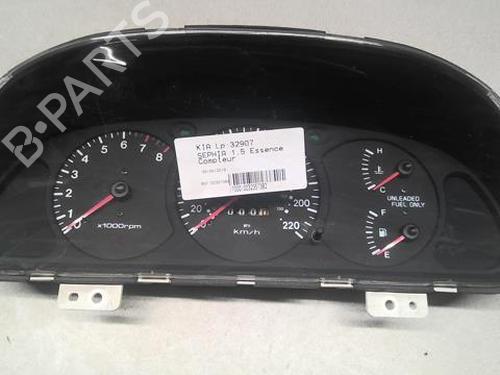 B-PARTS
KIA Lp 32907
SEPHIA 1.5 Essence
Compteur
0 1 2 3 4 5 6 7 8
x1000rpm
20
200
220
km/h
H
C
UNLEADED
FUEL ONLY
F
E